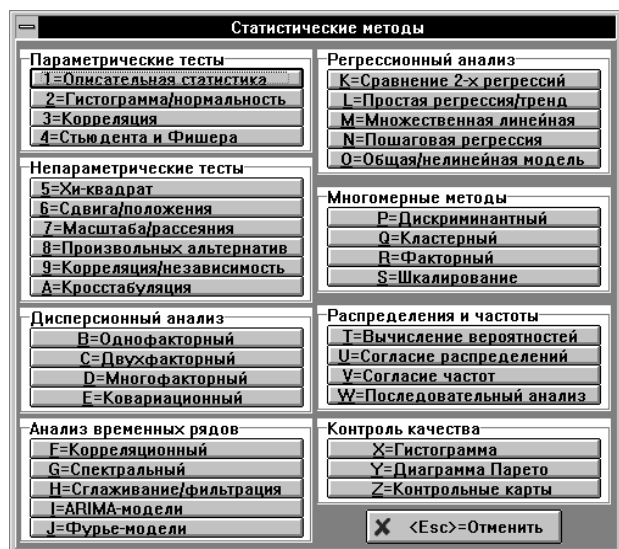 Статистические методы
Параметрические тесты
1=Описательная статистика
2=Гистограмма/нормальность
3=Корреляция
4=Стьюдента и Фишера
Непараметрические тесты
5=Хи-квадрат
6=Сдвига/положения
7=Масштаба/рассеяния
8=Произвольных альтернатив
9=Корреляция/независимость
A=Кросстабуляция
Дисперсионный анализ
B=Однофакторный
C=Двухфакторный
D=Многофакторный
E=Ковариационный
Анализ временных рядов
F=Корреляционный
G=Спектральный
H=Сглаживание/фильтрация
I=ARIMA-модели
J=Фурье-модели
Регрессионный анализ
K=Сравнение 2-х регрессий
L=Простая регрессия/тренд
M=Множественная линейная
N=Пошаговая регрессия
O=Общая/нелинейная модель
Многомерные методы
P=Дискриминантный
Q=Кластерный
R=Факторный
S=Шкалирование
Распределения и частоты
T=Вычисление вероятностей
U=Согласие распределений
V=Согласие частот
W=Последовательный анализ
Контроль качества
X=Гистограмма
Y=Диаграмма Парето
Z=Контрольные карты
<Esc>=Отменить